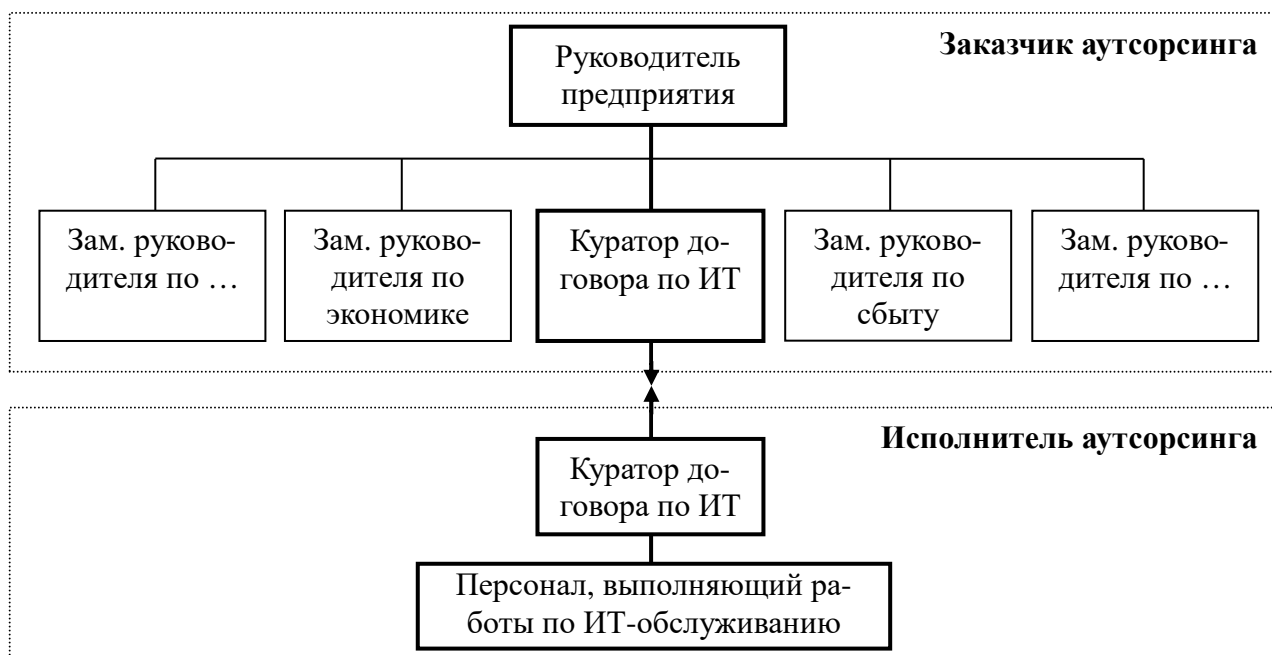 Заказчик аутсорсинга
Руководитель
предприятия
Зам. руково-
дителя по …
Зам. руково-
дителя по
экономике
Куратор до-
говора по ИТ
Зам. руково-
дителя по
сбыту
Зам. руково-
дителя по …
Исполнитель аутсорсинга
Куратор до-
говора по ИТ
Персонал, выполняющий ра-
боты по ИТ-обслуживанию